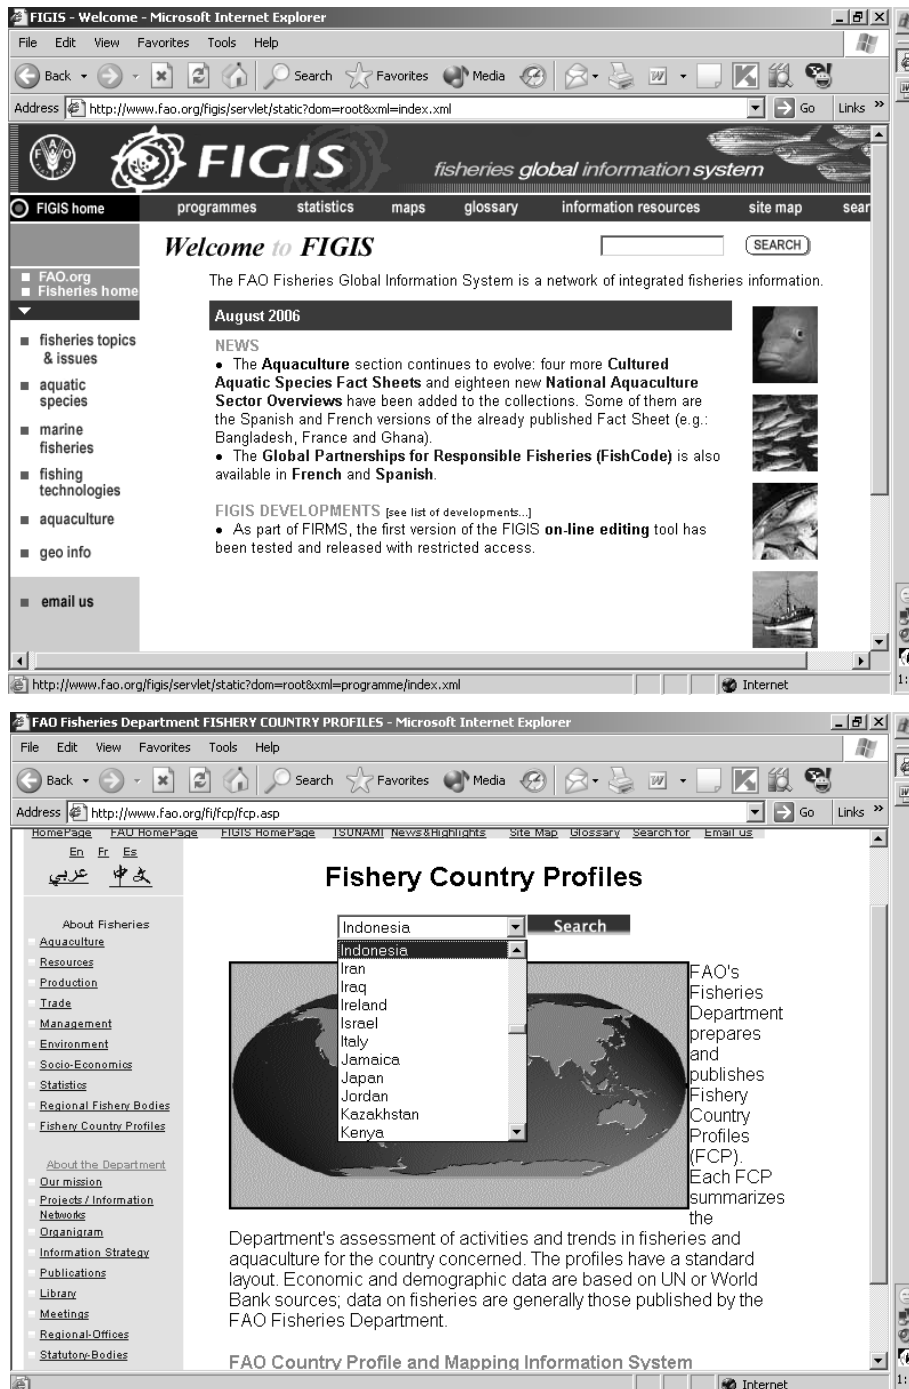 FIGIS - Welcome - Microsoft Internet Explorer
File Edit View Favorites Tools Help
Back Search Favorites Media
Address http://www.fao.org/figis/servlet/static?dom=root&xml=index.xml Go Links »
FAO FIGIS fisheries global information system
FIGIS home programmes statistics maps glossary information resources site map sear
Welcome to FIGIS SEARCH
FAO.org
Fisheries home
The FAO Fisheries Global Information System is a network of integrated fisheries information.
August 2006
NEWS
• The Aquaculture section continues to evolve: four more Cultured
Aquatic Species Fact Sheets and eighteen new National Aquaculture
Sector Overviews have been added to the collections. Some of them are
the Spanish and French versions of the already published Fact Sheet (e.g.:
Bangladesh, France and Ghana).
• The Global Partnerships for Responsible Fisheries (FishCode) is also
available in French and Spanish.
FIGIS DEVELOPMENTS [see list of developments...]
• As part of FIRMS, the first version of the FIGIS on-line editing tool has
been tested and released with restricted access.
fisheries topics
& issues
aquatic
species
marine
fisheries
fishing
technologies
aquaculture
geo info
email us
http://www.fao.org/figis/servlet/static?dom=root&xml=programme/index.xml Internet
1:
FAO Fisheries Department FISHERY COUNTRY PROFILES - Microsoft Internet Explorer
File Edit View Favorites Tools Help
Back Search Favorites Media
Address http://www.fao.org/fi/fcp/fcp.asp Go Links »
HomePage FAO HomePage FIGIS HomePage TSUNAMI News&Highlights Site Map Glossary Search for Email us
En Fr Es
عربي 中文
Fishery Country Profiles
Indonesia Search
Indonesia
Iran
Iraq
Ireland
Israel
Italy
Jamaica
Japan
Jordan
Kazakhstan
Kenya
About Fisheries
Aquaculture
Resources
Production
Trade
Management
Environment
Socio-Economics
Statistics
Regional Fishery Bodies
Fishery Country Profiles
About the Department
Our mission
Projects / Information
Networks
Organigram
Information Strategy
Publications
Library
Meetings
Regional-Offices
Statutory-Bodies
FAO's
Fisheries
Department
prepares
and
publishes
Fishery
Country
Profiles
(FCP).
Each FCP
summarizes
the
Department's assessment of activities and trends in fisheries and
aquaculture for the country concerned. The profiles have a standard
layout. Economic and demographic data are based on UN or World
Bank sources; data on fisheries are generally those published by the
FAO Fisheries Department.
FAO Country Profile and Mapping Information System
Internet
1: